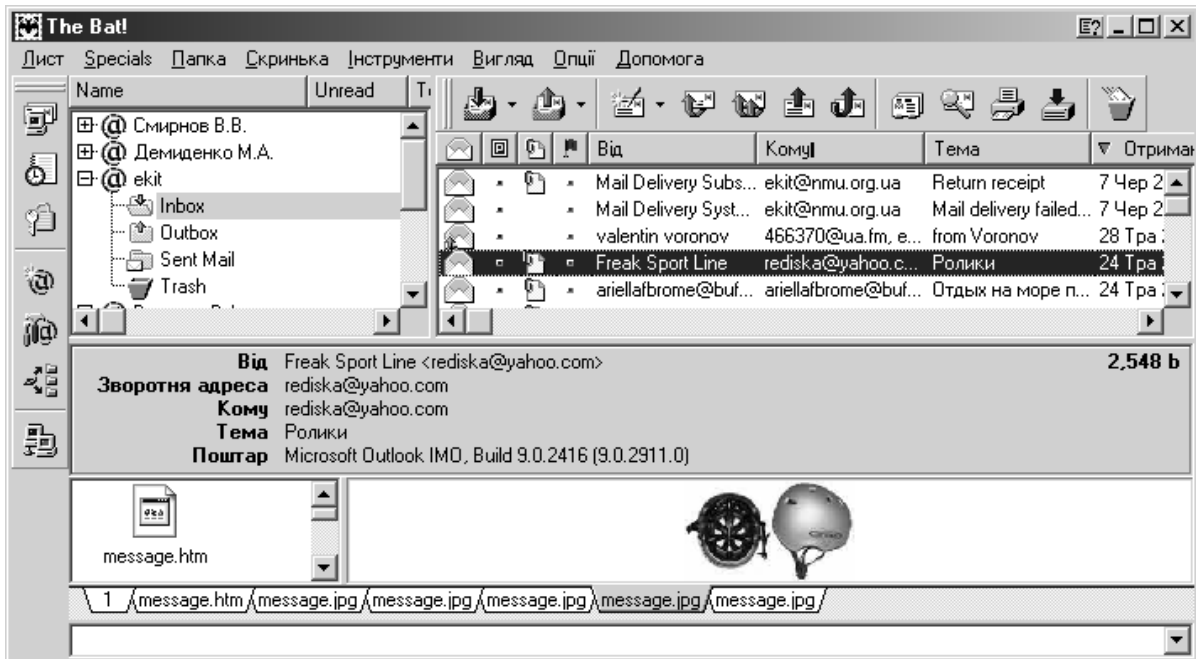 The Bat!
Лист Specials Папка Скринька Інструменти Вигляд Опції Допомога
Name Unread
Смирнов В.В.
Демиденко М.А.
ekit
Inbox
Outbox
Sent Mail
Trash
Від Кому Тема Отриман
Mail Delivery Subs... ekit@nmu.org.ua Return receipt 7 Чер 2
Mail Delivery Syst... ekit@nmu.org.ua Mail delivery failed... 7 Чер 2
valentin voronov 466370@ua.fm, e... from Voronov 28 Тра
Freak Sport Line rediska@yahoo.c... Ролики 24 Тра
ariellafbrome@buf... ariellafbrome@buf... Отдых на море п... 24 Тра
Від Freak Sport Line <rediska@yahoo.com> 2,548 b
Зворотня адреса rediska@yahoo.com
Кому rediska@yahoo.com
Тема Ролики
Поштар Microsoft Outlook IMO, Build 9.0.2416 (9.0.2911.0)
message.htm
1 message.htm message.jpg message.jpg message.jpg message.jpg message.jpg